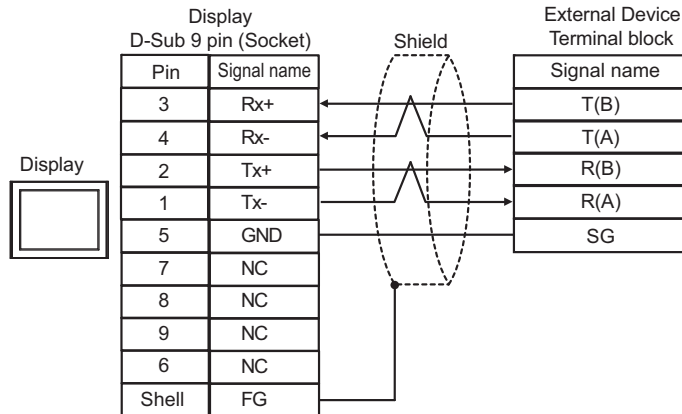 Display
D-Sub 9 pin (Socket)
Shield
External Device
Terminal block
Pin Signal name
Signal name
3 Rx+
T(B)
4 Rx-
T(A)
2 Tx+
R(B)
1 Tx-
R(A)
5 GND
SG
7 NC
8 NC
9 NC
6 NC
Shell FG
Display